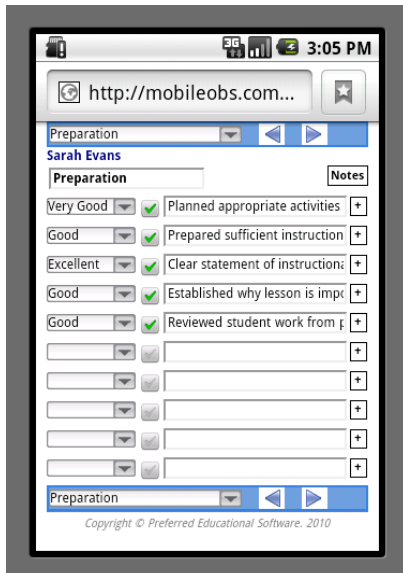 3G 3:05 PM
http://mobileobs.com...
Preparation
Sarah Evans
Preparation Notes
Very Good Planned appropriate activities +
Good Prepared sufficient instruction +
Excellent Clear statement of instructiona +
Good Established why lesson is impo +
Good Reviewed student work from p +
+
+
+
+
+
Preparation
Copyright © Preferred Educational Software. 2010